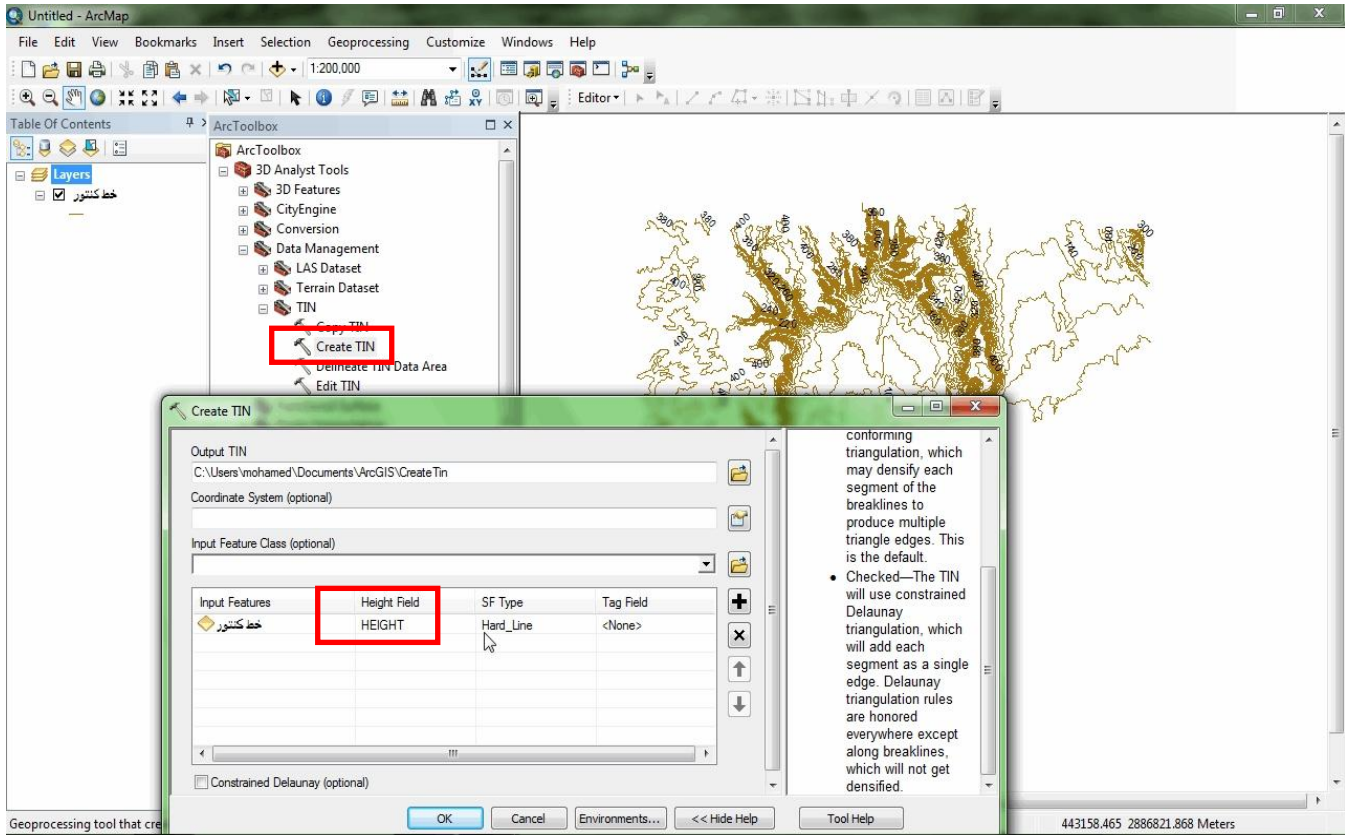 Untitled - ArcMap
File Edit View Bookmarks Insert Selection Geoprocessing Customize Windows Help
1:200,000
Editor
Table Of Contents
ArcToolbox
Layers
خط كنتور
ArcToolbox
3D Analyst Tools
3D Features
CityEngine
Conversion
Data Management
LAS Dataset
Terrain Dataset
TIN
Copy TIN
Create TIN
Delineate TIN Data Area
Edit TIN
Create TIN
Output TIN
C:\Users\mohamed\Documents\ArcGIS\CreateTin
Coordinate System (optional)
Input Feature Class (optional)
Input Features Height Field SF Type Tag Field
خط كنتور HEIGHT Hard_Line <None>
Constrained Delaunay (optional)
OK Cancel Environments... << Hide Help Tool Help
conforming
triangulation, which
may densify each
segment of the
breaklines to
produce multiple
triangle edges. This
is the default.
• Checked—The TIN
will use constrained
Delaunay
triangulation, which
will add each
segment as a single
edge. Delaunay
triangulation rules
are honored
everywhere except
along breaklines,
which will not get
densified.
Geoprocessing tool that cre
443158.465 2886821.868 Meters